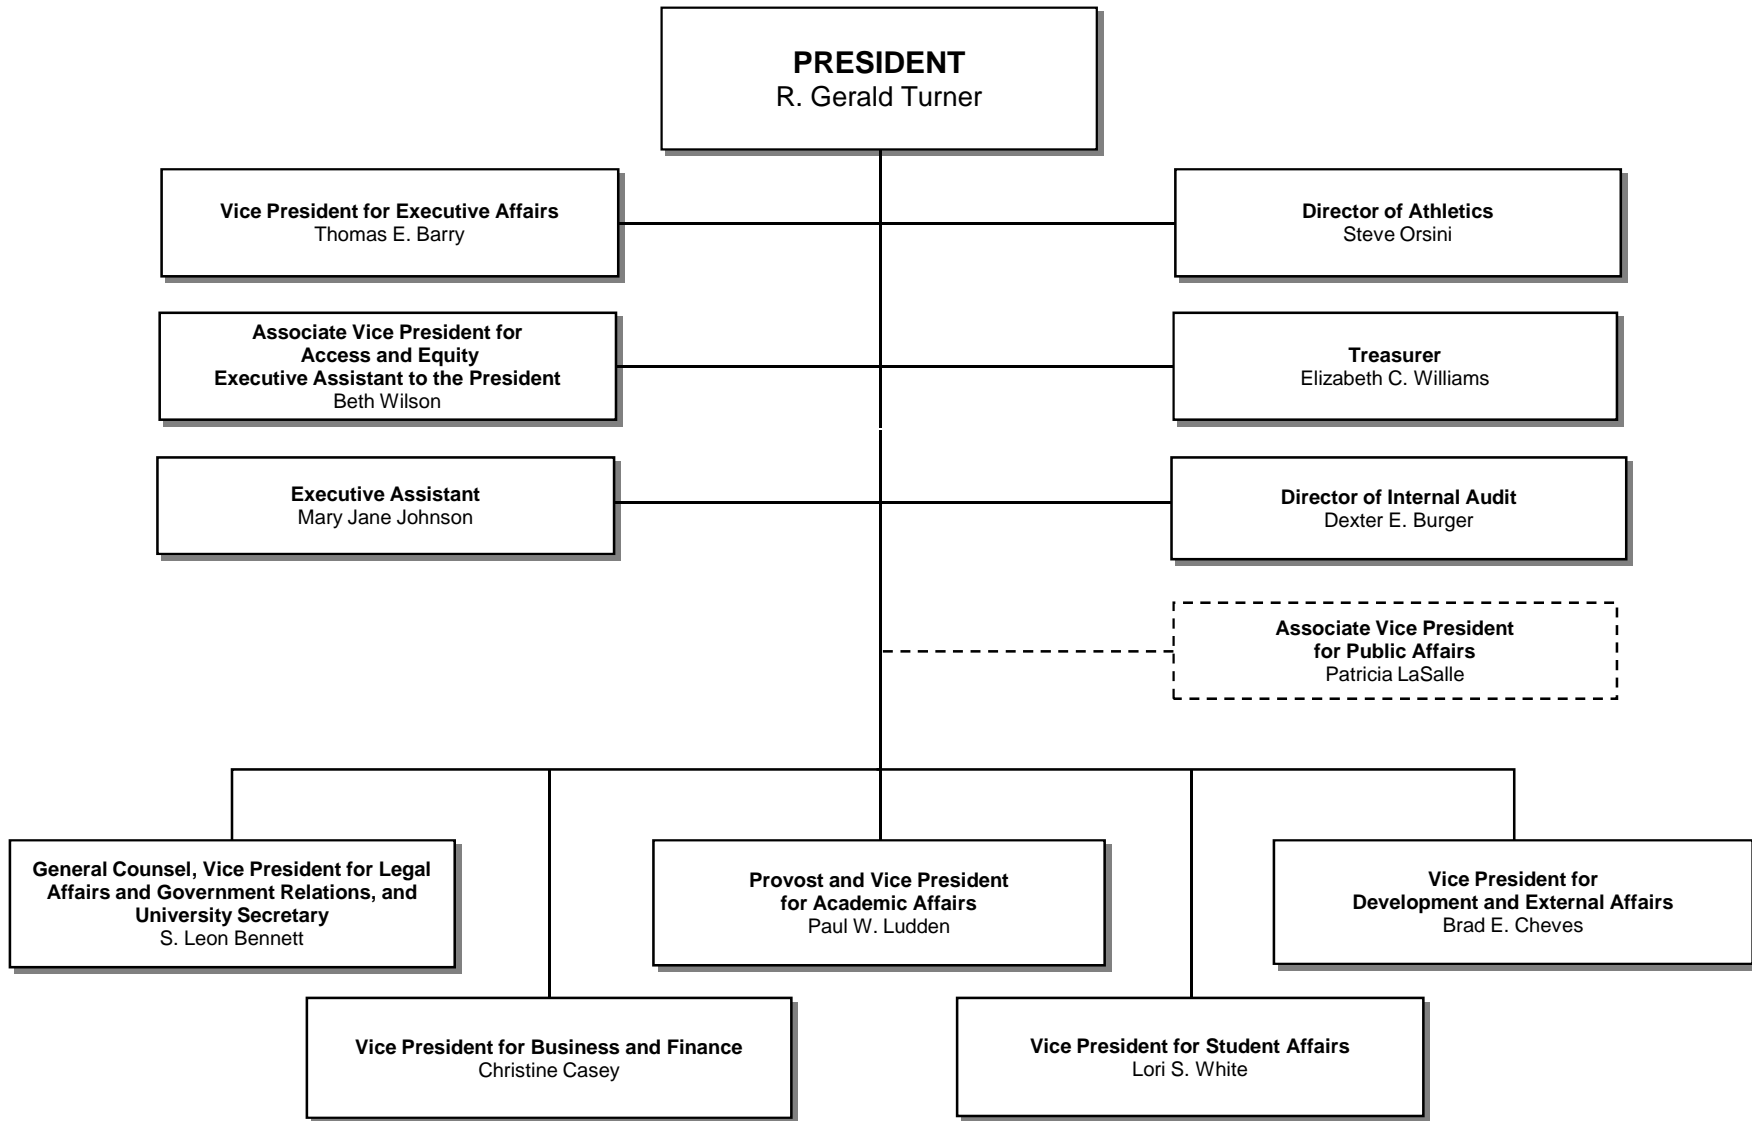 PRESIDENT
R. Gerald Turner
Vice President for Executive Affairs
Thomas E. Barry
Director of Athletics
Steve Orsini
Associate Vice President for
Access and Equity
Executive Assistant to the President
Beth Wilson
Treasurer
Elizabeth C. Williams
Executive Assistant
Mary Jane Johnson
Director of Internal Audit
Dexter E. Burger
Associate Vice President
for Public Affairs
Patricia LaSalle
General Counsel, Vice President for Legal
Affairs and Government Relations, and
University Secretary
S. Leon Bennett
Provost and Vice President
for Academic Affairs
Paul W. Ludden
Vice President for
Development and External Affairs
Brad E. Cheves
Vice President for Business and Finance
Christine Casey
Vice President for Student Affairs
Lori S. White